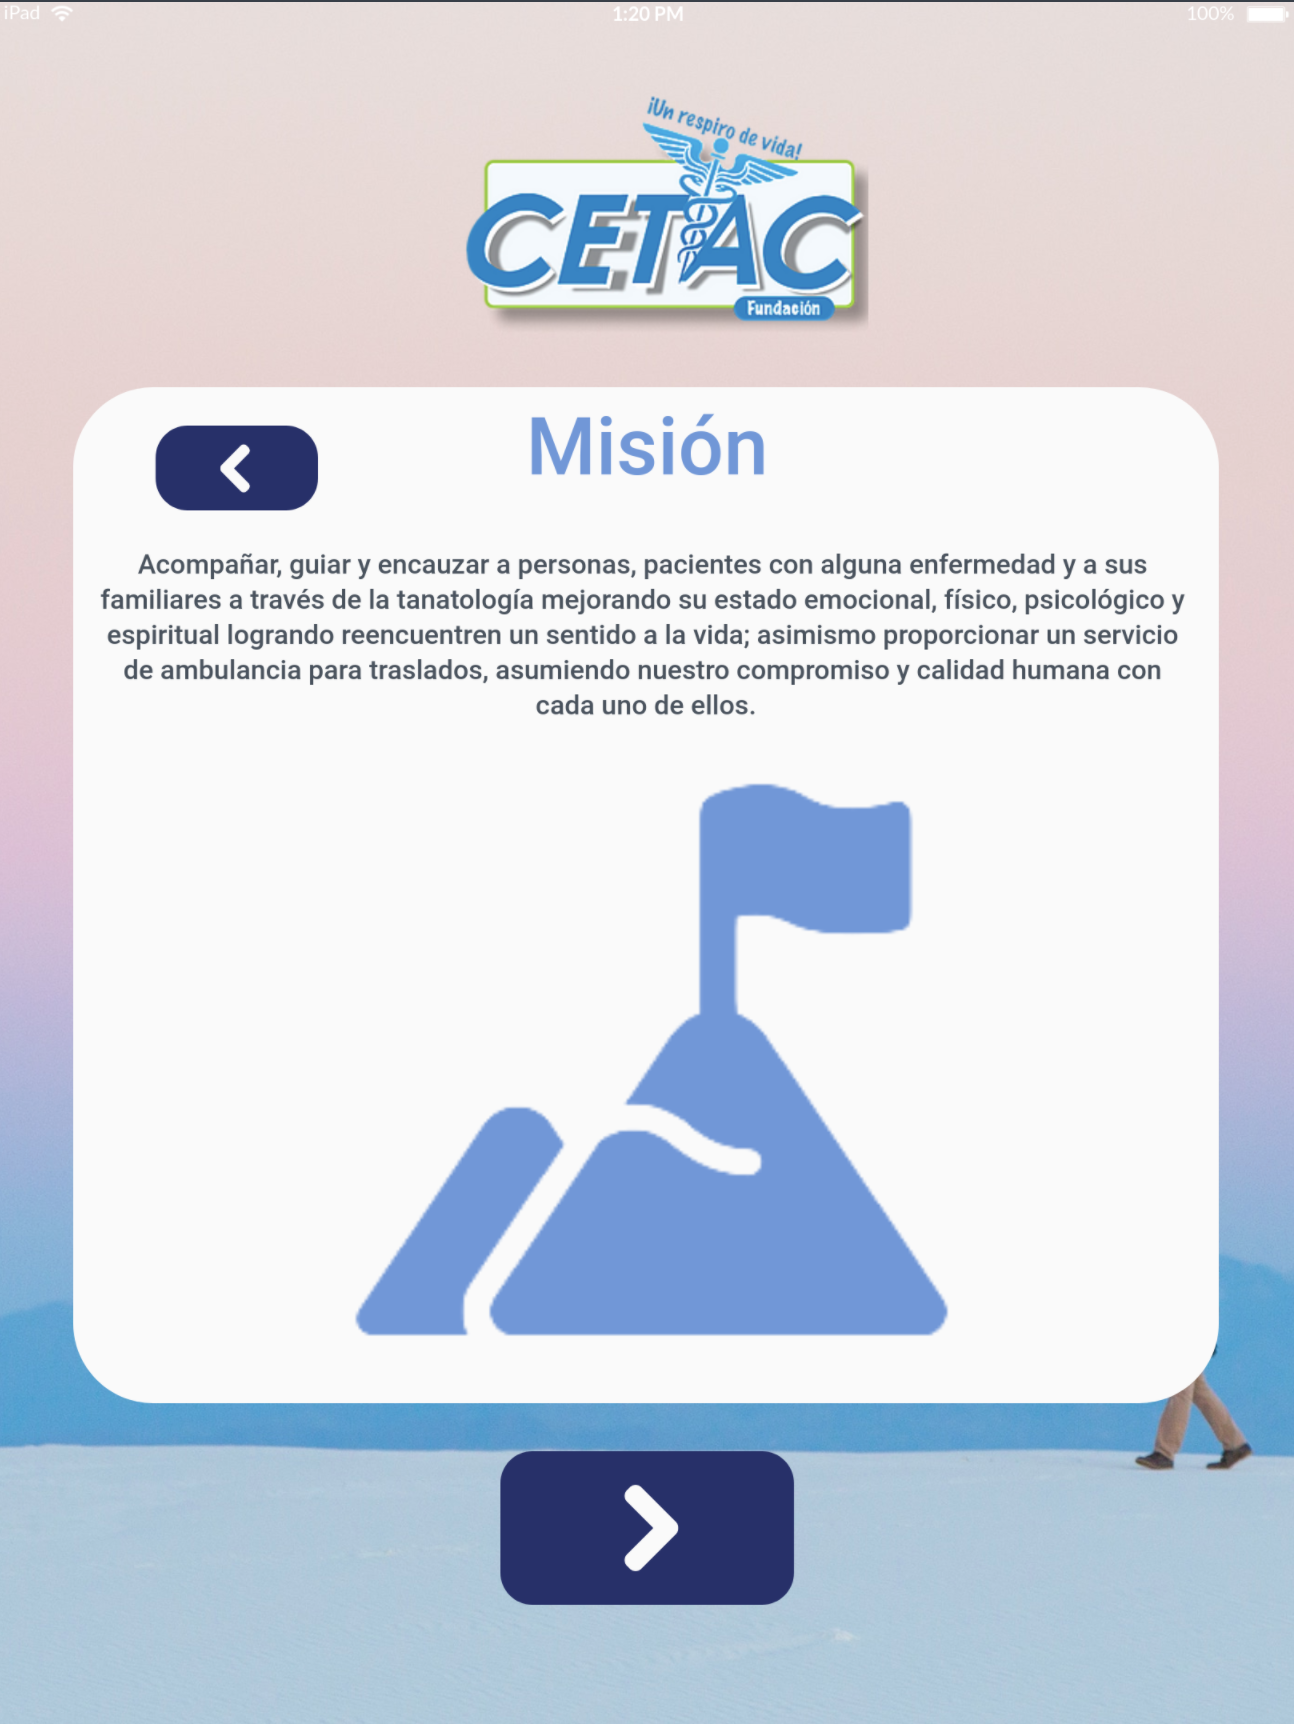 iPad
1:20 PM
100%
¡Un respiro de vida!
CETAC
Fundación
Misión
Acompañar, guiar y encauzar a personas, pacientes con alguna enfermedad y a sus
familiares a través de la tanatología mejorando su estado emocional, físico, psicológico y
espiritual logrando reencuentren un sentido a la vida; asimismo proporcionar un servicio
de ambulancia para traslados, asumiendo nuestro compromiso y calidad humana con
cada uno de ellos.